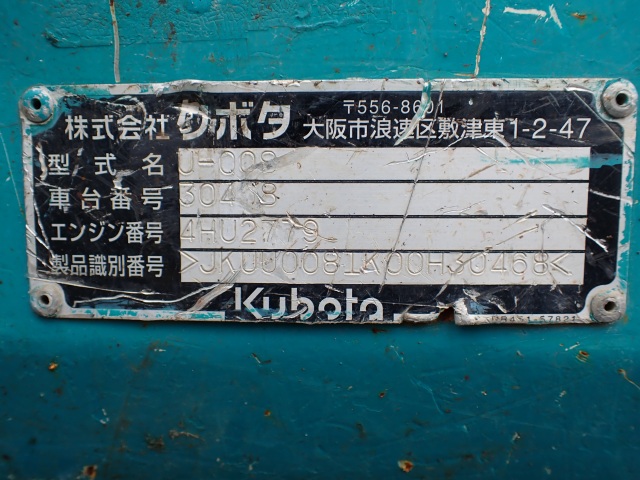 〒556-8601
株式会社 クボタ 大阪市浪速区敷津東1-2-47
型式名 U-008
車台番号 30468
エンジン番号 4HU2779
製品識別番号 >JKUU0081K00H30468<
Kubota